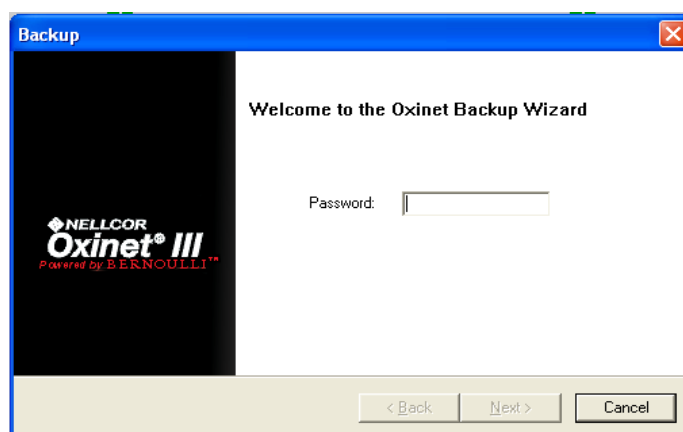 Backup
Welcome to the Oxinet Backup Wizard
Password:
NELLCOR
Oxinet® III
Powered by BERNOULLI™
< Back
Next >
Cancel